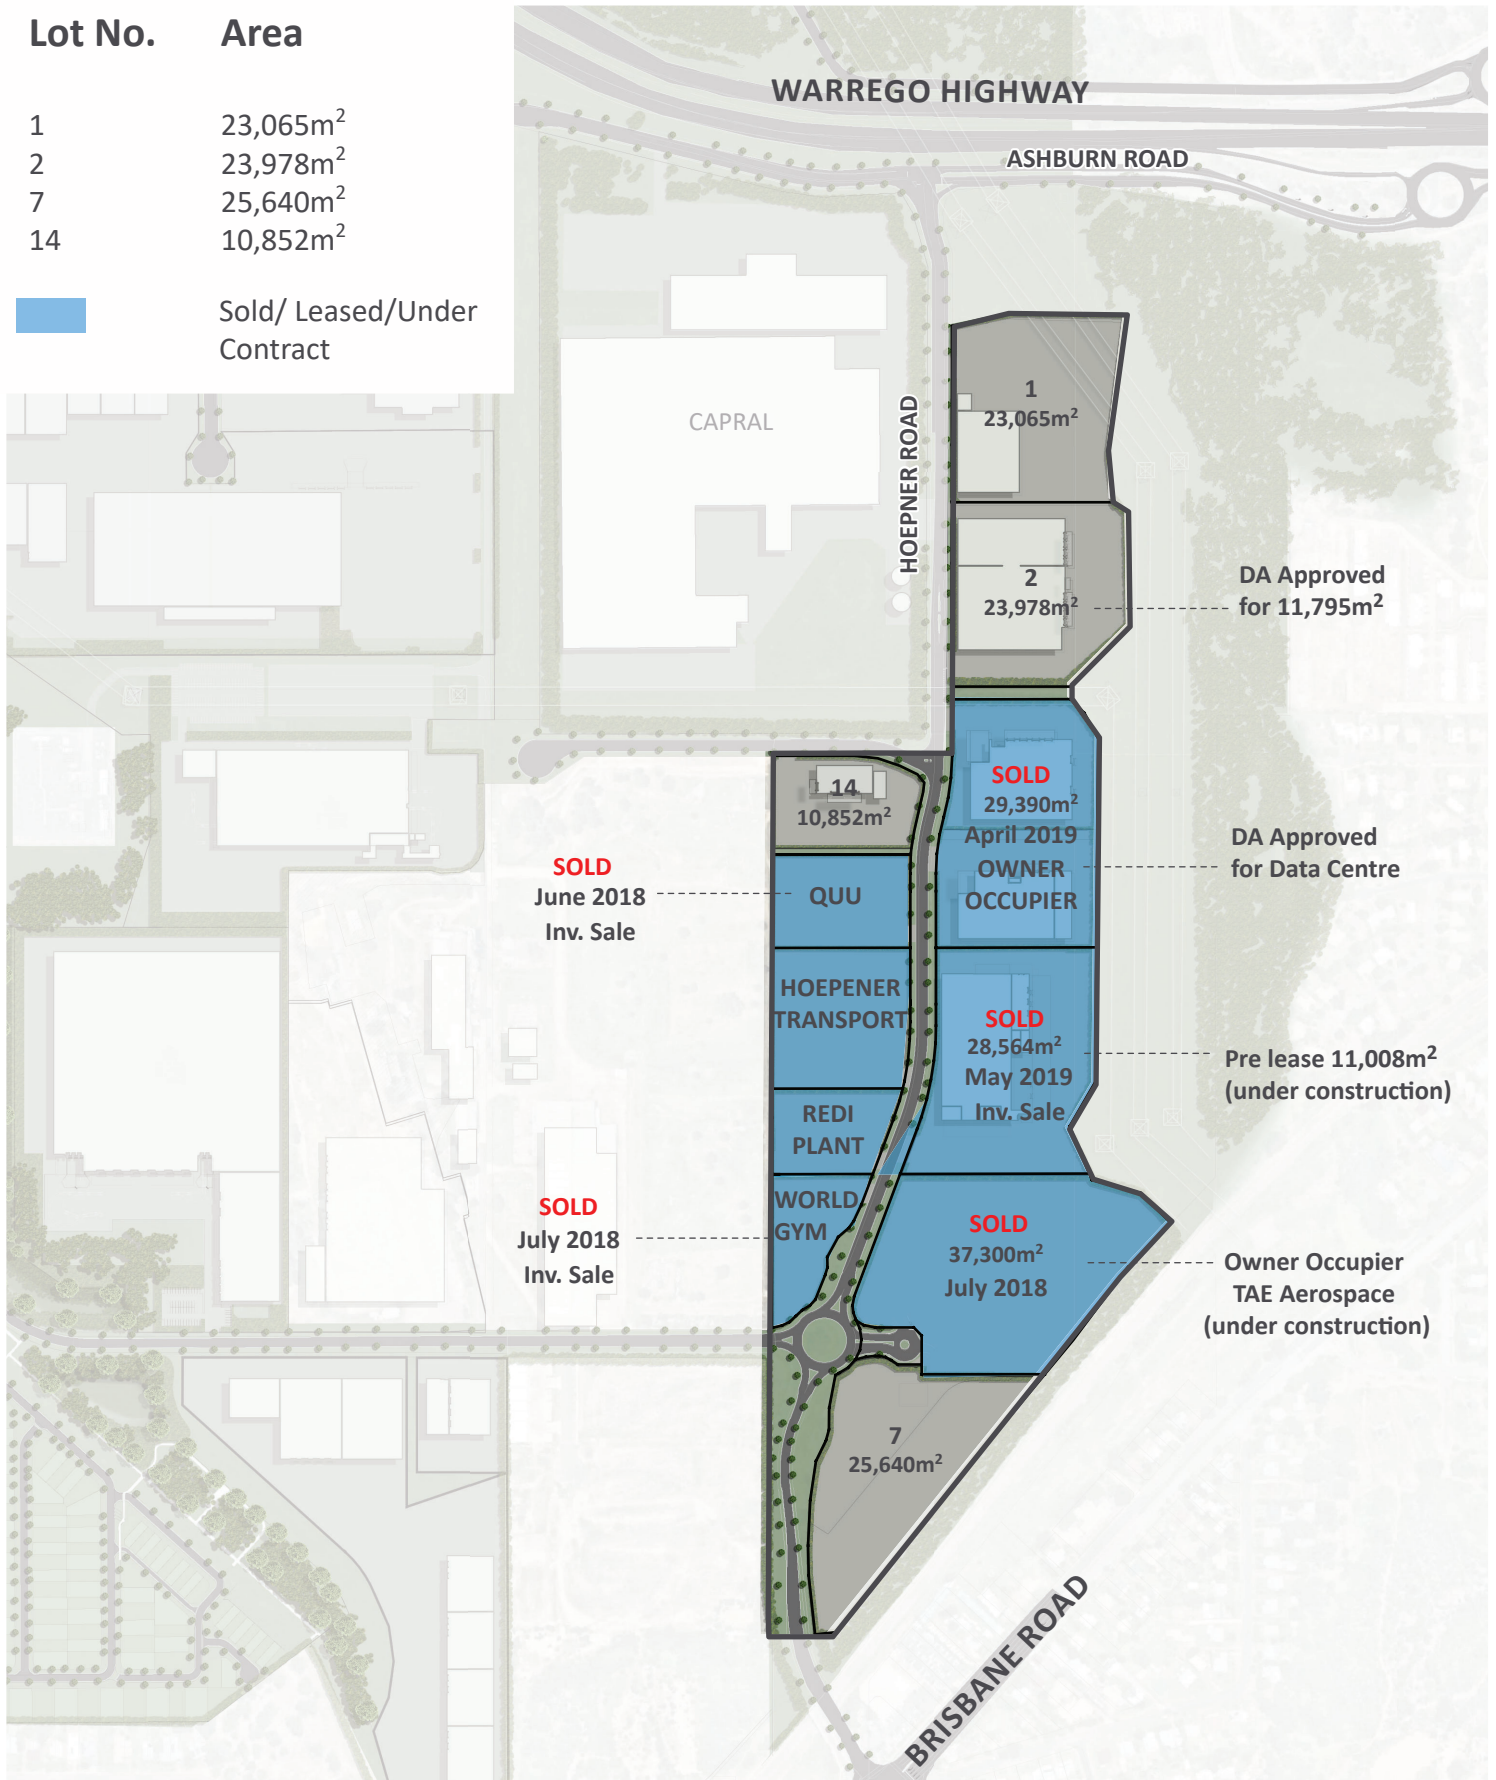 Lot No. Area
1 23,065m²
2 23,978m²
7 25,640m²
14 10,852m²
Sold/ Leased/Under
Contract
WARREGO HIGHWAY
ASHBURN ROAD
CAPRAL
HOEPNER ROAD
1
23,065m²
2
23,978m²
DA Approved
for 11,795m²
14
10,852m²
SOLD
29,390m²
April 2019
OWNER
OCCUPIER
DA Approved
for Data Centre
SOLD
June 2018
Inv. Sale
QUU
HOEPENER
TRANSPORT
SOLD
28,564m²
May 2019
Inv. Sale
Pre lease 11,008m²
(under construction)
REDI
PLANT
SOLD
July 2018
Inv. Sale
WORLD
GYM
SOLD
37,300m²
July 2018
Owner Occupier
TAE Aerospace
(under construction)
7
25,640m²
BRISBANE ROAD